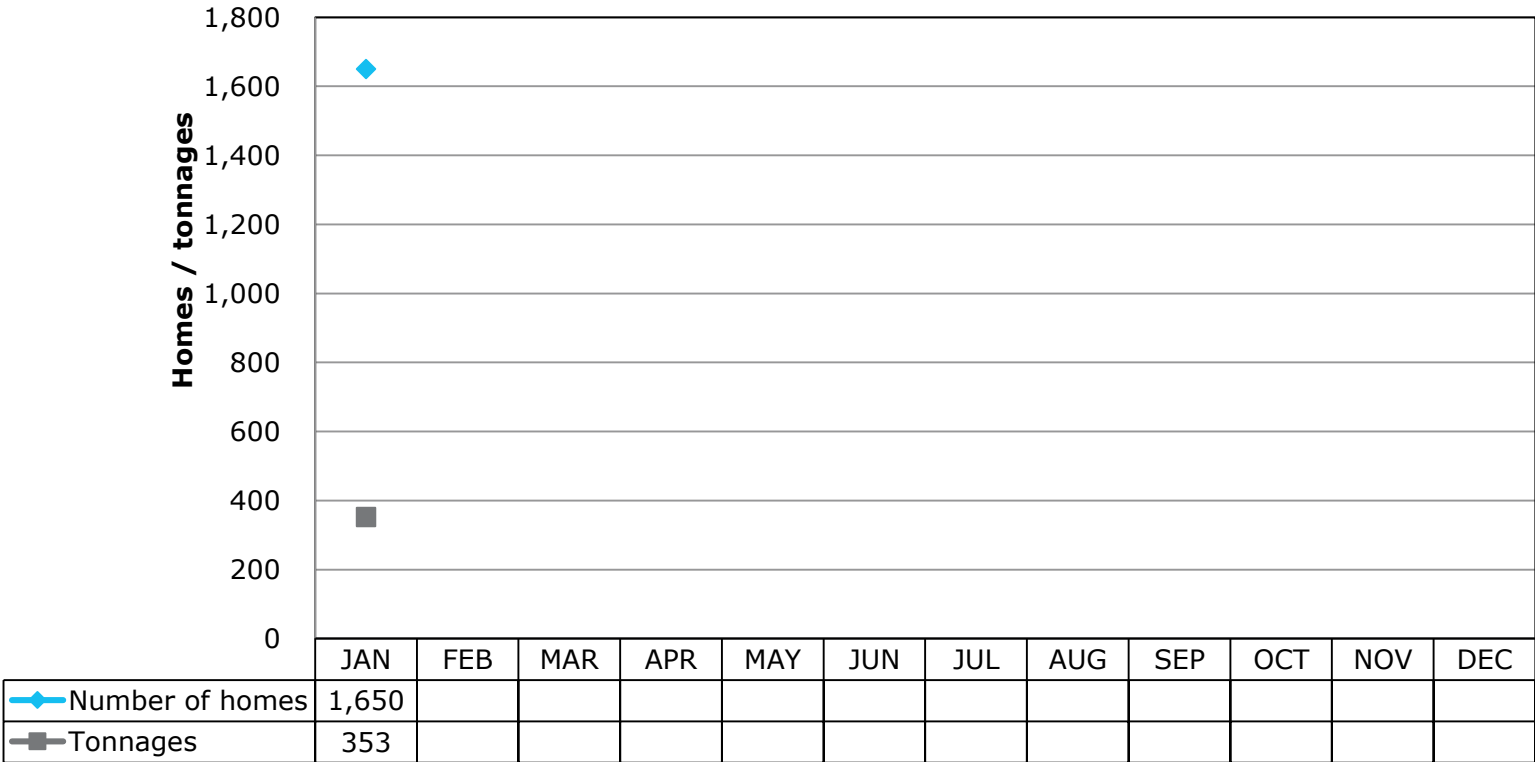 Homes / tonnages
1,800
1,600
1,400
1,200
1,000
800
600
400
200
0
JAN FEB MAR APR MAY JUN JUL AUG SEP OCT NOV DEC
Number of homes 1,650
Tonnages 353